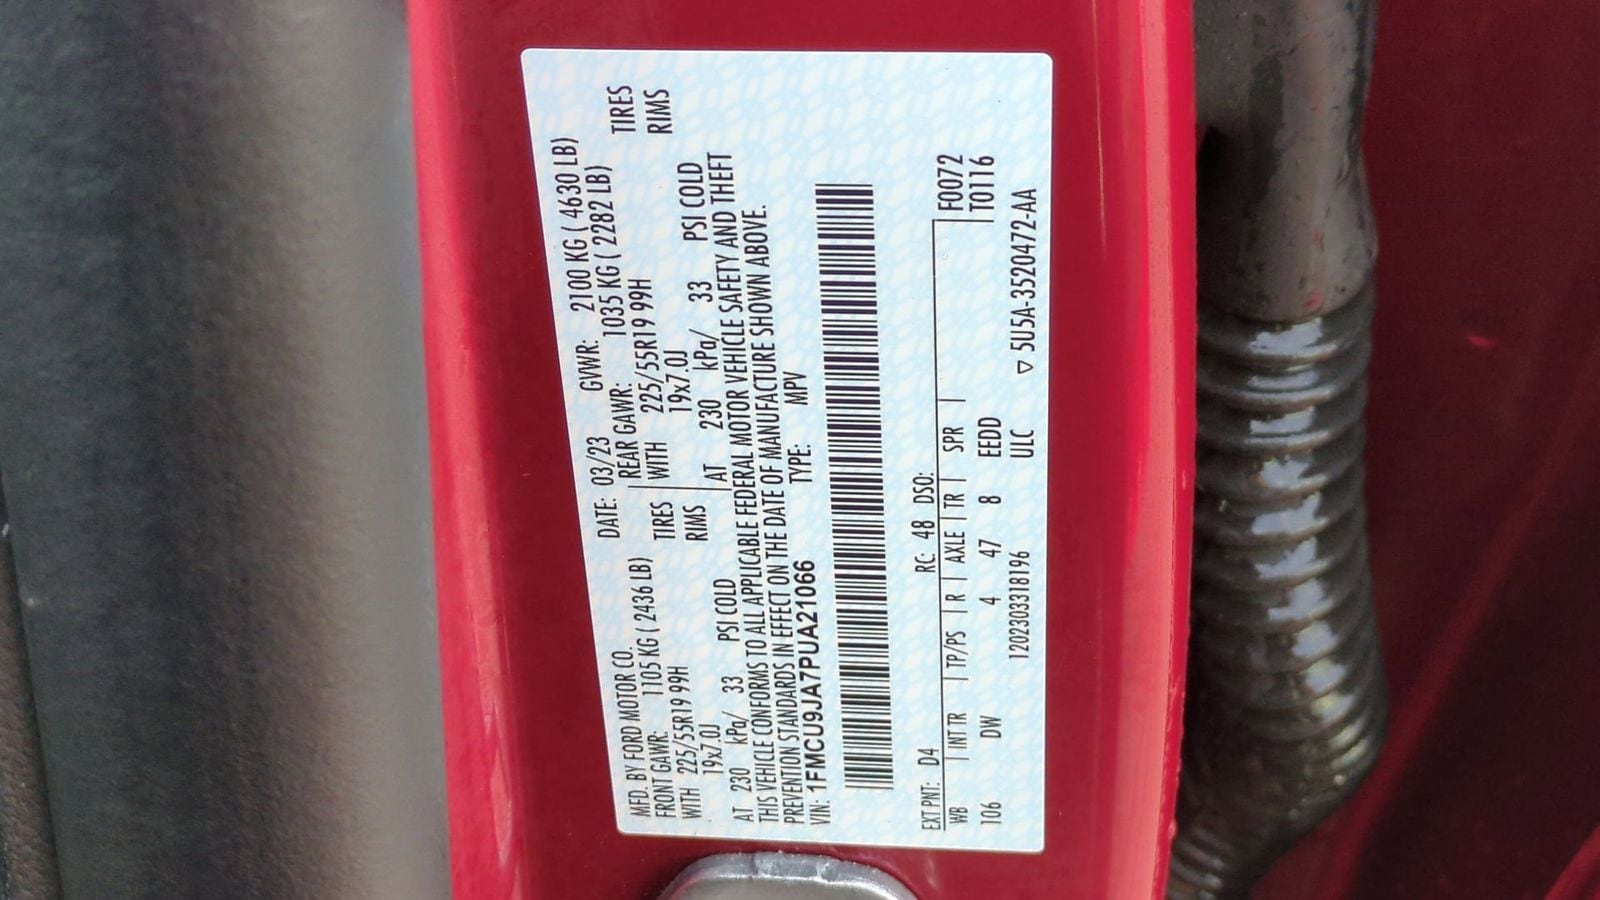 MFD. BY FORD MOTOR CO. DATE: 03/23 GVWR: 2100 KG ( 4630 LB)
FRONT GAWR: 1105 KG ( 2436 LB) REAR GAWR: 1035 KG ( 2282 LB)
WITH 225/55R19 99H TIRES WITH 225/55R19 99H TIRES
19x7.0J RIMS 19x7.0J RIMS
AT 230 kPa/ 33 PSI COLD AT 230 kPa/ 33 PSI COLD
THIS VEHICLE CONFORMS TO ALL APPLICABLE FEDERAL MOTOR VEHICLE SAFETY AND THEFT
PREVENTION STANDARDS IN EFFECT ON THE DATE OF MANUFACTURE SHOWN ABOVE.
VIN: 1FMCU9JA7PUA21066 TYPE: MPV
EXT PNT: D4 RC: 48 DSO: F0072
WB | INT TR | TP/PS | R | AXLE | TR | SPR | T0116
106 DW 4 47 8 EEDD
1202303318196 ULC ▽ 5U5A-3520472-AA